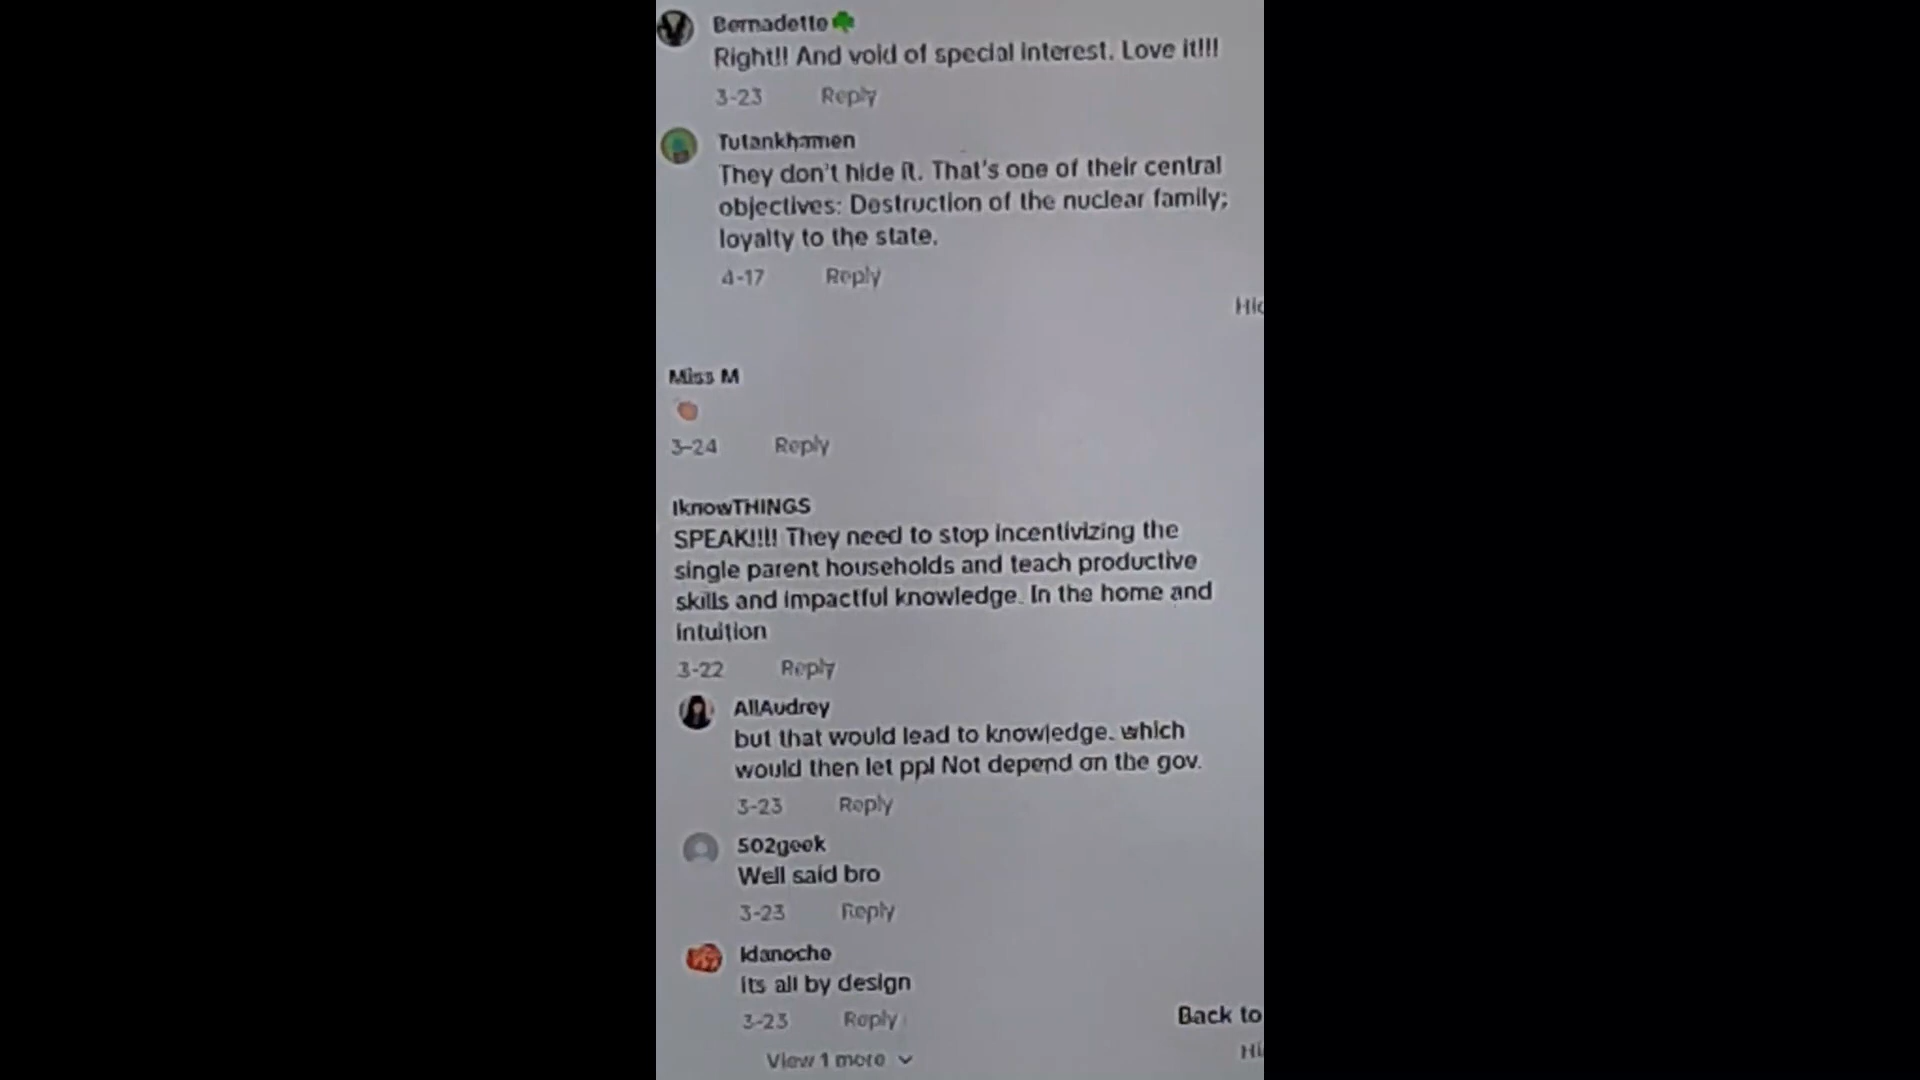 Bernadette
Right!! And void of special interest. Love it!!!
3-23 Reply
Tutankhamen
They don't hide it. That's one of their central
objectives: Destruction of the nuclear family;
loyalty to the state.
4-17 Reply
Hid
Miss M
3-24 Reply
IknowTHINGS
SPEAK!!!! They need to stop incentivizing the
single parent households and teach productive
skills and impactful knowledge. In the home and
intuition
3-22 Reply
AllAudrey
but that would lead to knowledge. which
would then let ppl Not depend on the gov.
3-23 Reply
502geek
Well said bro
3-23 Reply
Idanoche
its all by design
3-23 Reply
Back to
Hi
View 1 more